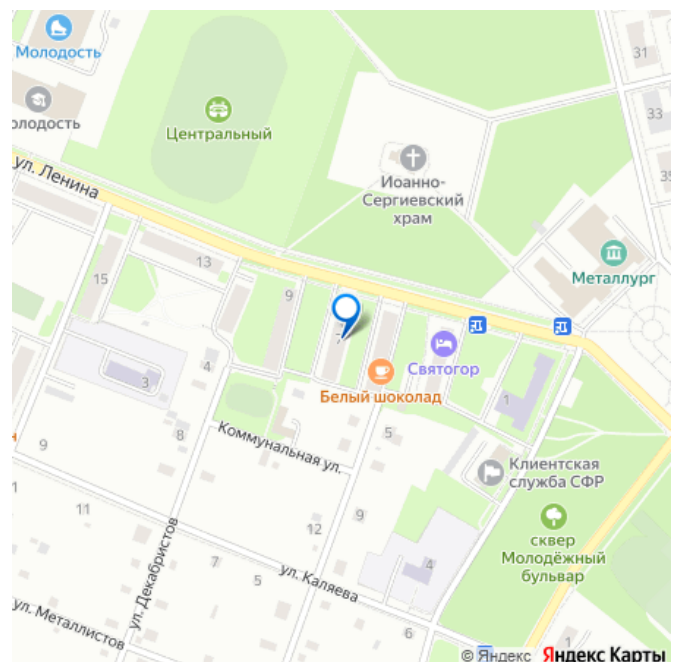 Молодость
31
33
олодость
Центральный
ул. Ленина
Иоанно-
Сергиевский
храм
13
15
9
Металлург
4
3
Святогор
Белый шоколад
1
8
9
5
Коммунальная ул.
Клиентская
служба СФР
11
12
9
сквер
Молодёжный
бульвар
ул. Декабристов
7
5
4
ул. Каляева
ул. Металлистов
6
1
© Яндекс Яндекс Карты